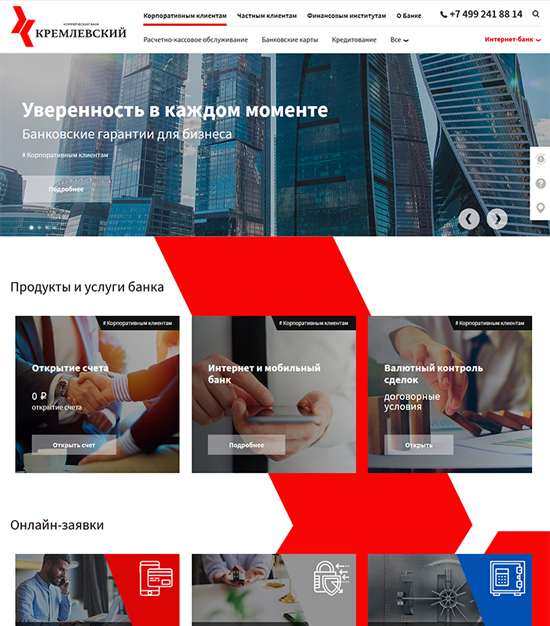 Корпоративным клиентам Частным клиентам Финансовым институтам О Банке +7 499 241 88 14
КОММЕРЧЕСКИЙ БАНК
КРЕМЛЕВСКИЙ
Расчетно-кассовое обслуживание Банковские карты Кредитование Все Интернет-банк
Уверенность в каждом моменте
Банковские гарантии для бизнеса
# Корпоративным клиентам
Подробнее
Продукты и услуги банка
# Корпоративным клиентам
Открытие счета
0 ₽
открытие счета
Открыть счет
# Корпоративным клиентам
Интернет и мобильный
банк
Подробнее
# Корпоративным клиентам
Валютный контроль
сделок
договорные
условия
Открыть
Онлайн-заявки